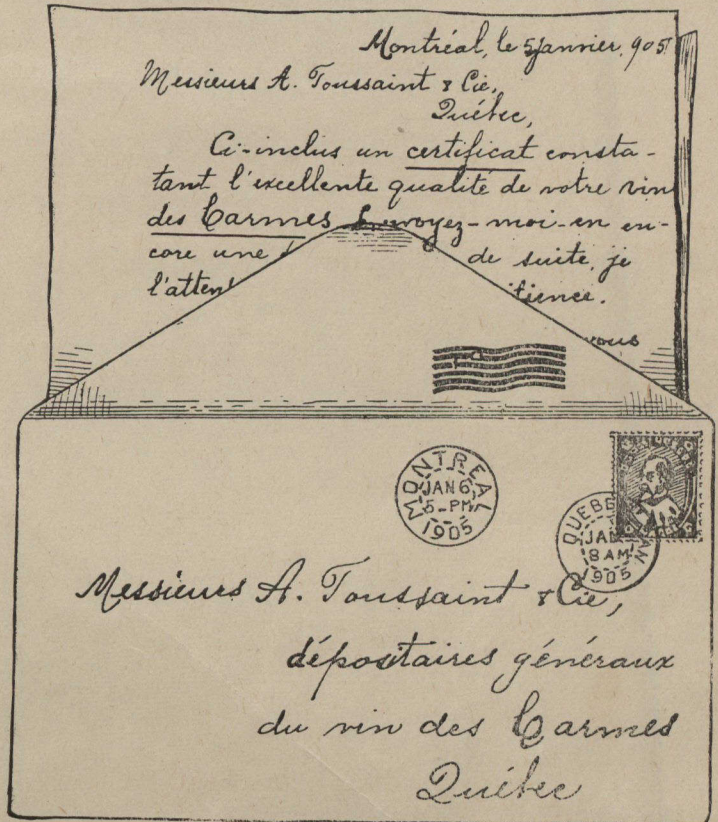 Montréal, le 5 janvier, 905
Messieurs A. Toussaint & Cie,
Québec,
Ci-inclus un certificat consta-
tant l'excellente qualité de votre vin
des Carmes Envoyez-moi-en en-
core une de suite, je
l'atten tience.
vous
MONTREAL
JAN 6
5-PM
1905
QUEBEC CAN
JAN
8 AM
1905
Messieurs A. Toussaint & Cie,
dépositaires généraux
du vin des Carmes
Québec